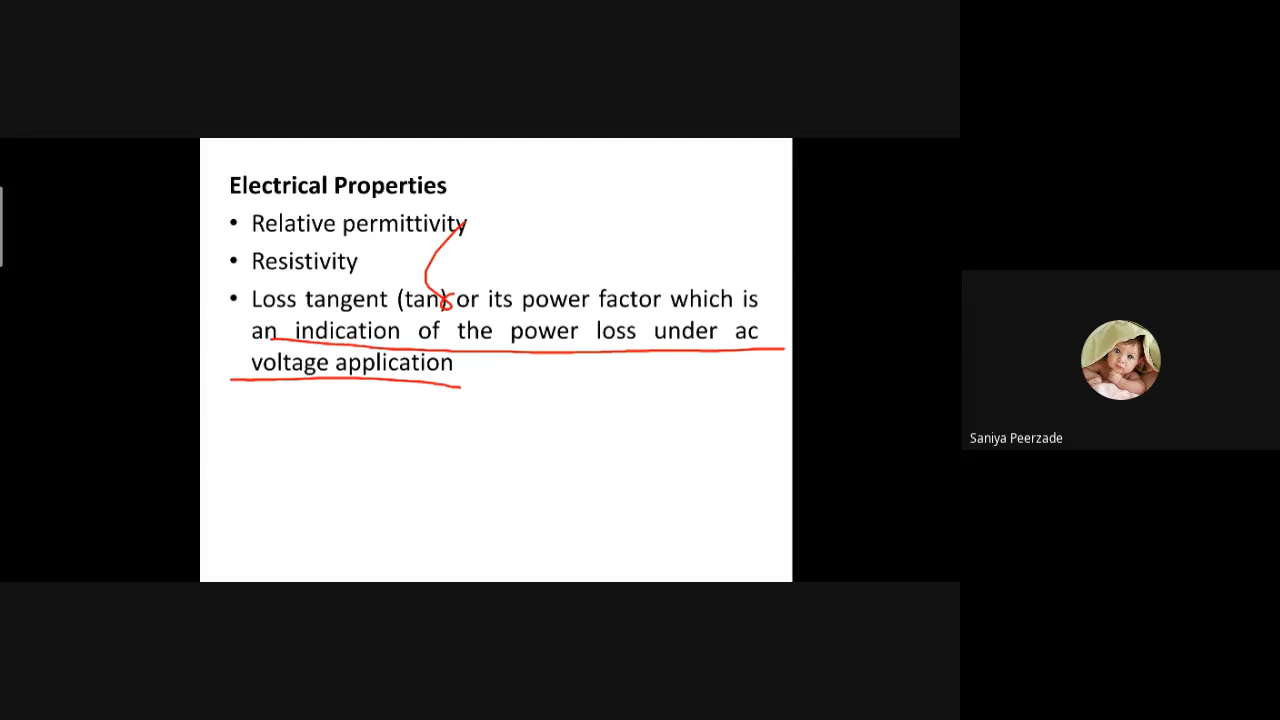 Electrical Properties
• Relative permittivity
• Resistivity
• Loss tangent (tan) or its power factor which is
an indication of the power loss under ac
voltage application
Saniya Peerzade